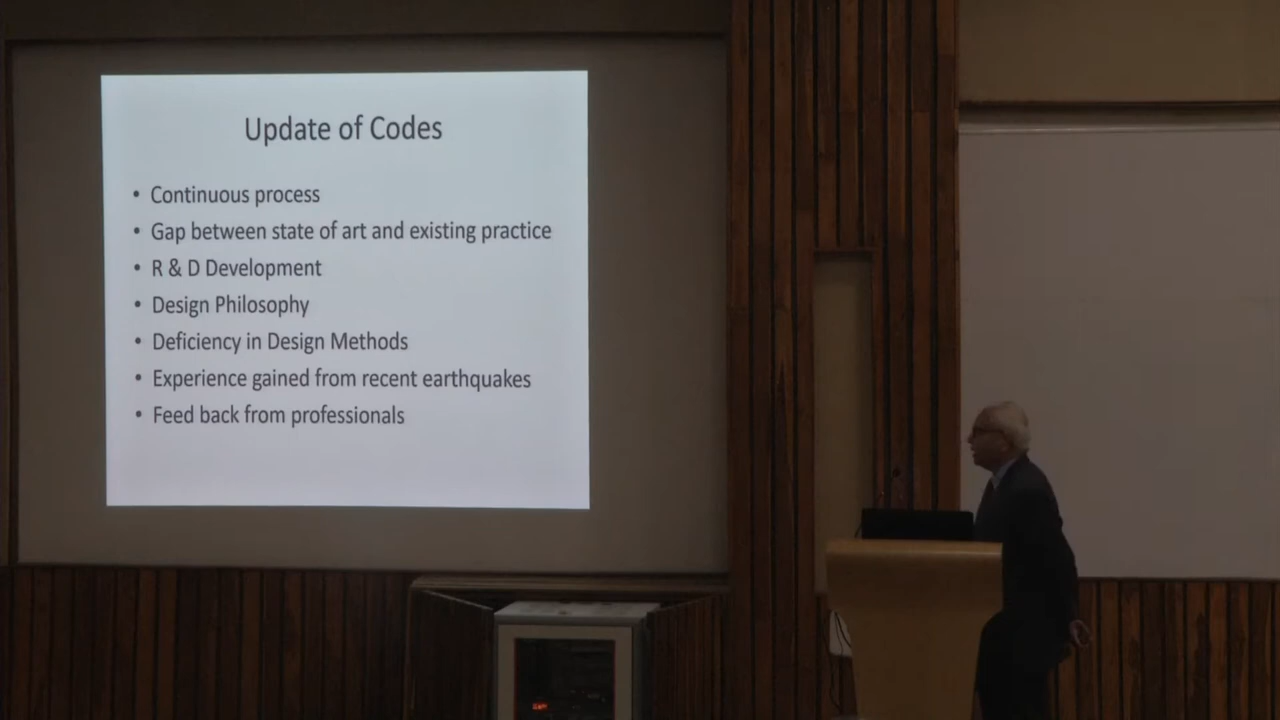 Update of Codes
• Continuous process
• Gap between state of art and existing practice
• R & D Development
• Design Philosophy
• Deficiency in Design Methods
• Experience gained from recent earthquakes
• Feed back from professionals